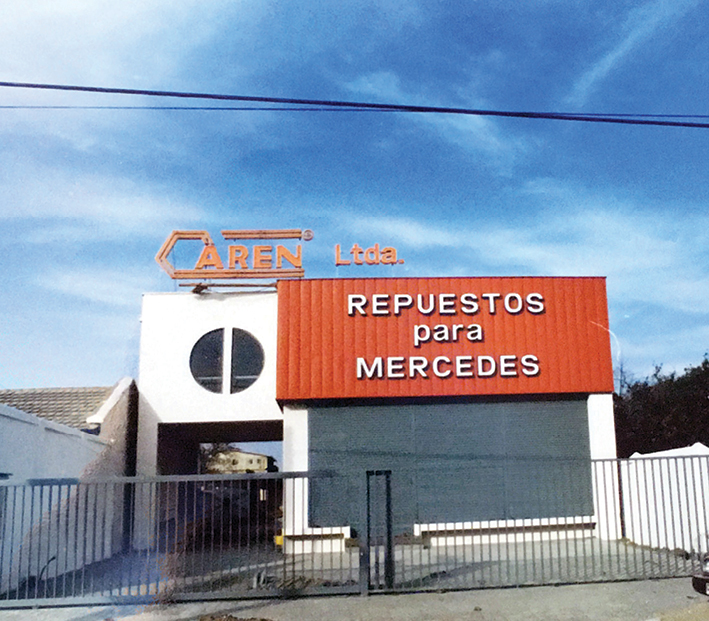 CAREN® Ltda.
REPUESTOS
para
MERCEDES